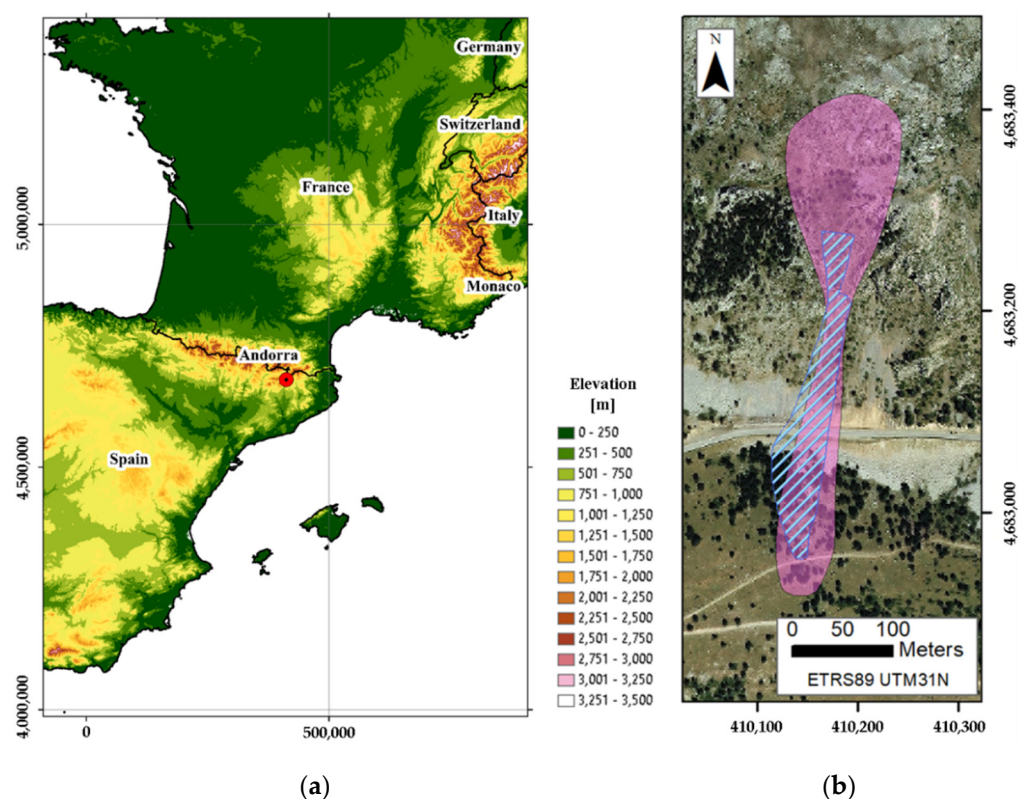 Germany
Switzerland
France
Italy
Monaco
Andorra
Spain
5,000,000
4,500,000
4,000,000
0
500,000
Elevation
[m]
0 - 250
251 - 500
501 - 750
751 - 1,000
1,001 - 1,250
1,251 - 1,500
1,501 - 1,750
1,751 - 2,000
2,001 - 2,250
2,251 - 2,500
2,501 - 2,750
2,751 - 3,000
3,001 - 3,250
3,251 - 3,500
(a)
N
4,683,400
4,683,200
4,683,000
0 50 100
Meters
ETRS89 UTM31N
410,100
410,200
410,300
(b)